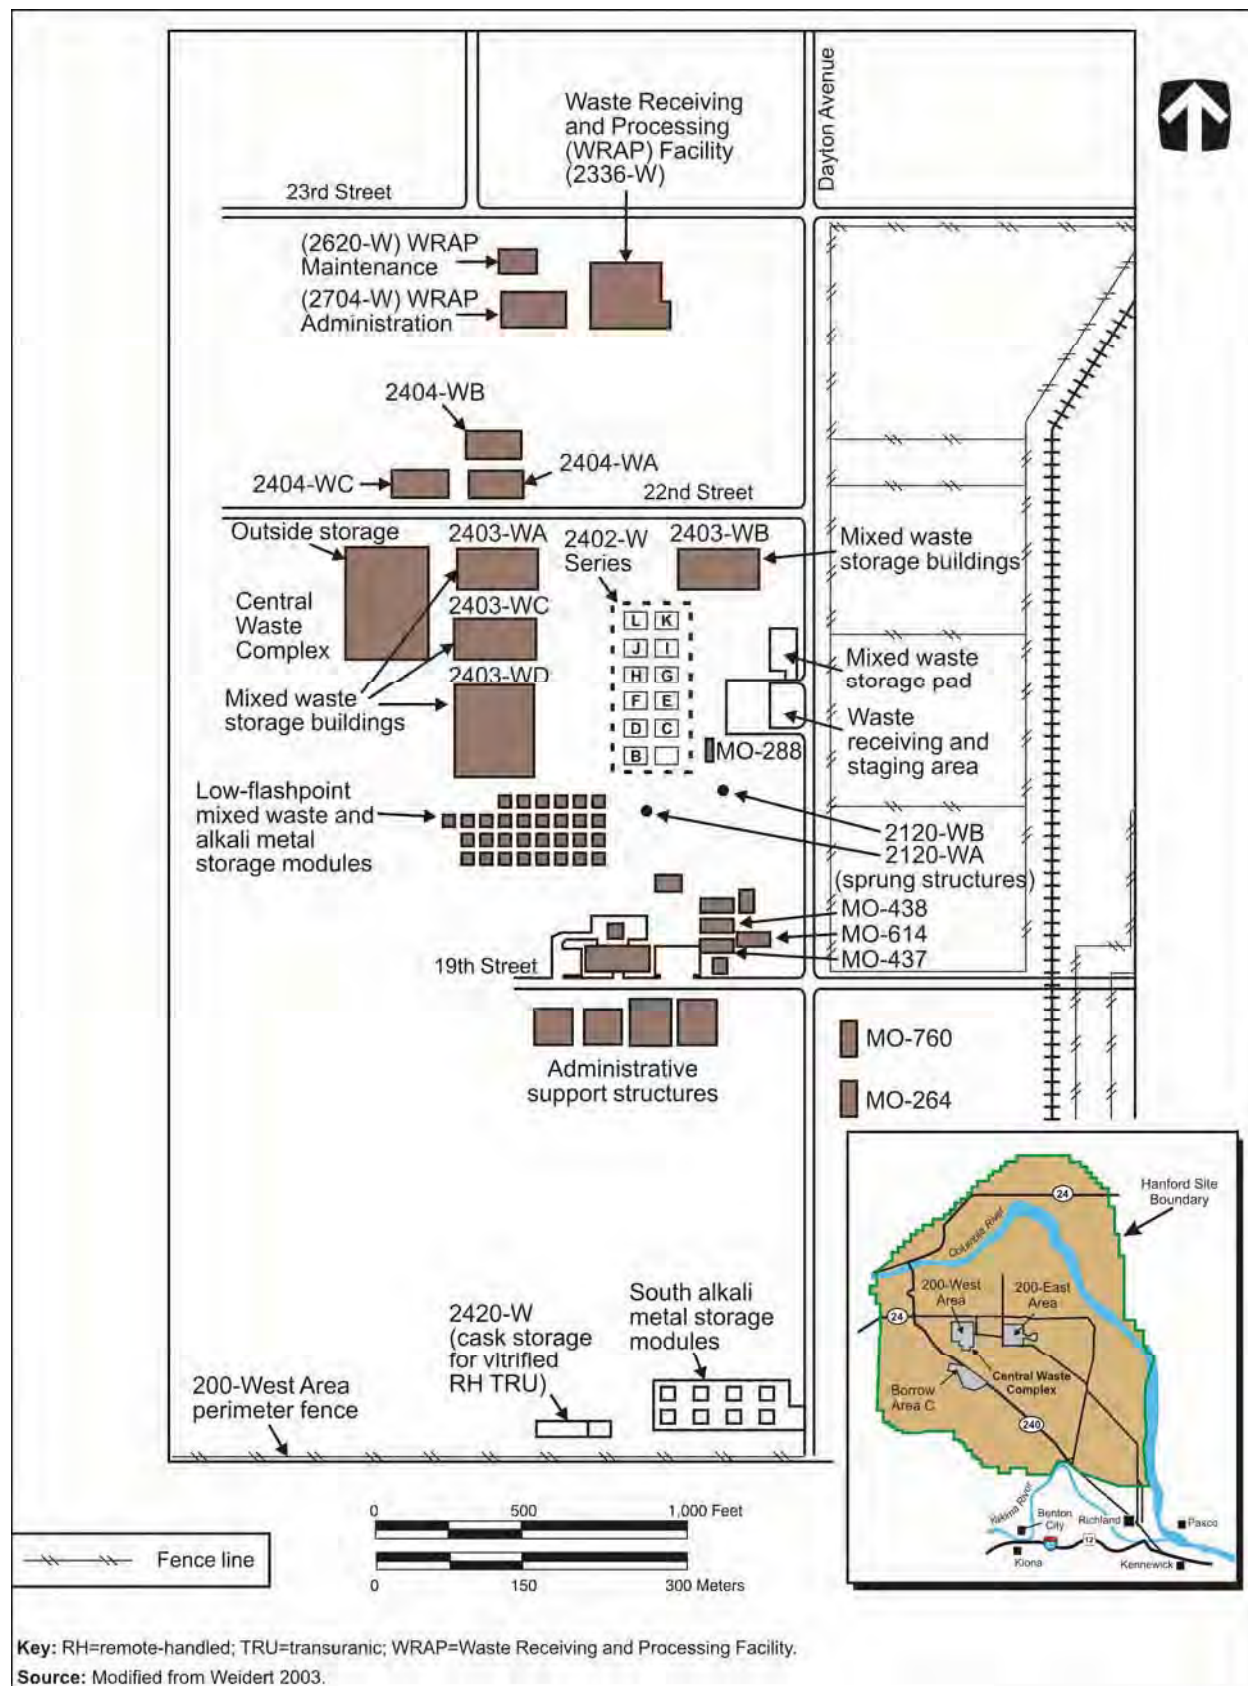 Dayton Avenue
Waste Receiving
and Processing
(WRAP) Facility
(2336-W)
23rd Street
(2620-W) WRAP
Maintenance
(2704-W) WRAP
Administration
2404-WB
2404-WC
2404-WA
22nd Street
Outside storage
2403-WA
2402-W
Series
2403-WB
Mixed waste
storage buildings
Central
Waste
Complex
2403-WC
L K
J I
H G
F E
D C
B
Mixed waste
storage pad
2403-WD
Mixed waste
storage buildings
Waste
receiving and
staging area
MO-288
Low-flashpoint
mixed waste and
alkali metal
storage modules
2120-WB
2120-WA
(sprung structures)
MO-438
MO-614
MO-437
19th Street
MO-760
Administrative
support structures
MO-264
Hanford Site
Boundary
24
Columbia River
200-West
Area
200-East
Area
24
Central Waste
Complex
Borrow
Area C
240
Yakima River
Benton
City
Richland
Pasco
12
Kiona
Kennewick
South alkali
metal storage
modules
2420-W
(cask storage
for vitrified
RH TRU)
200-West Area
perimeter fence
0 500 1,000 Feet
0 150 300 Meters
Fence line
Key: RH=remote-handled; TRU=transuranic; WRAP=Waste Receiving and Processing Facility.
Source: Modified from Weidert 2003.